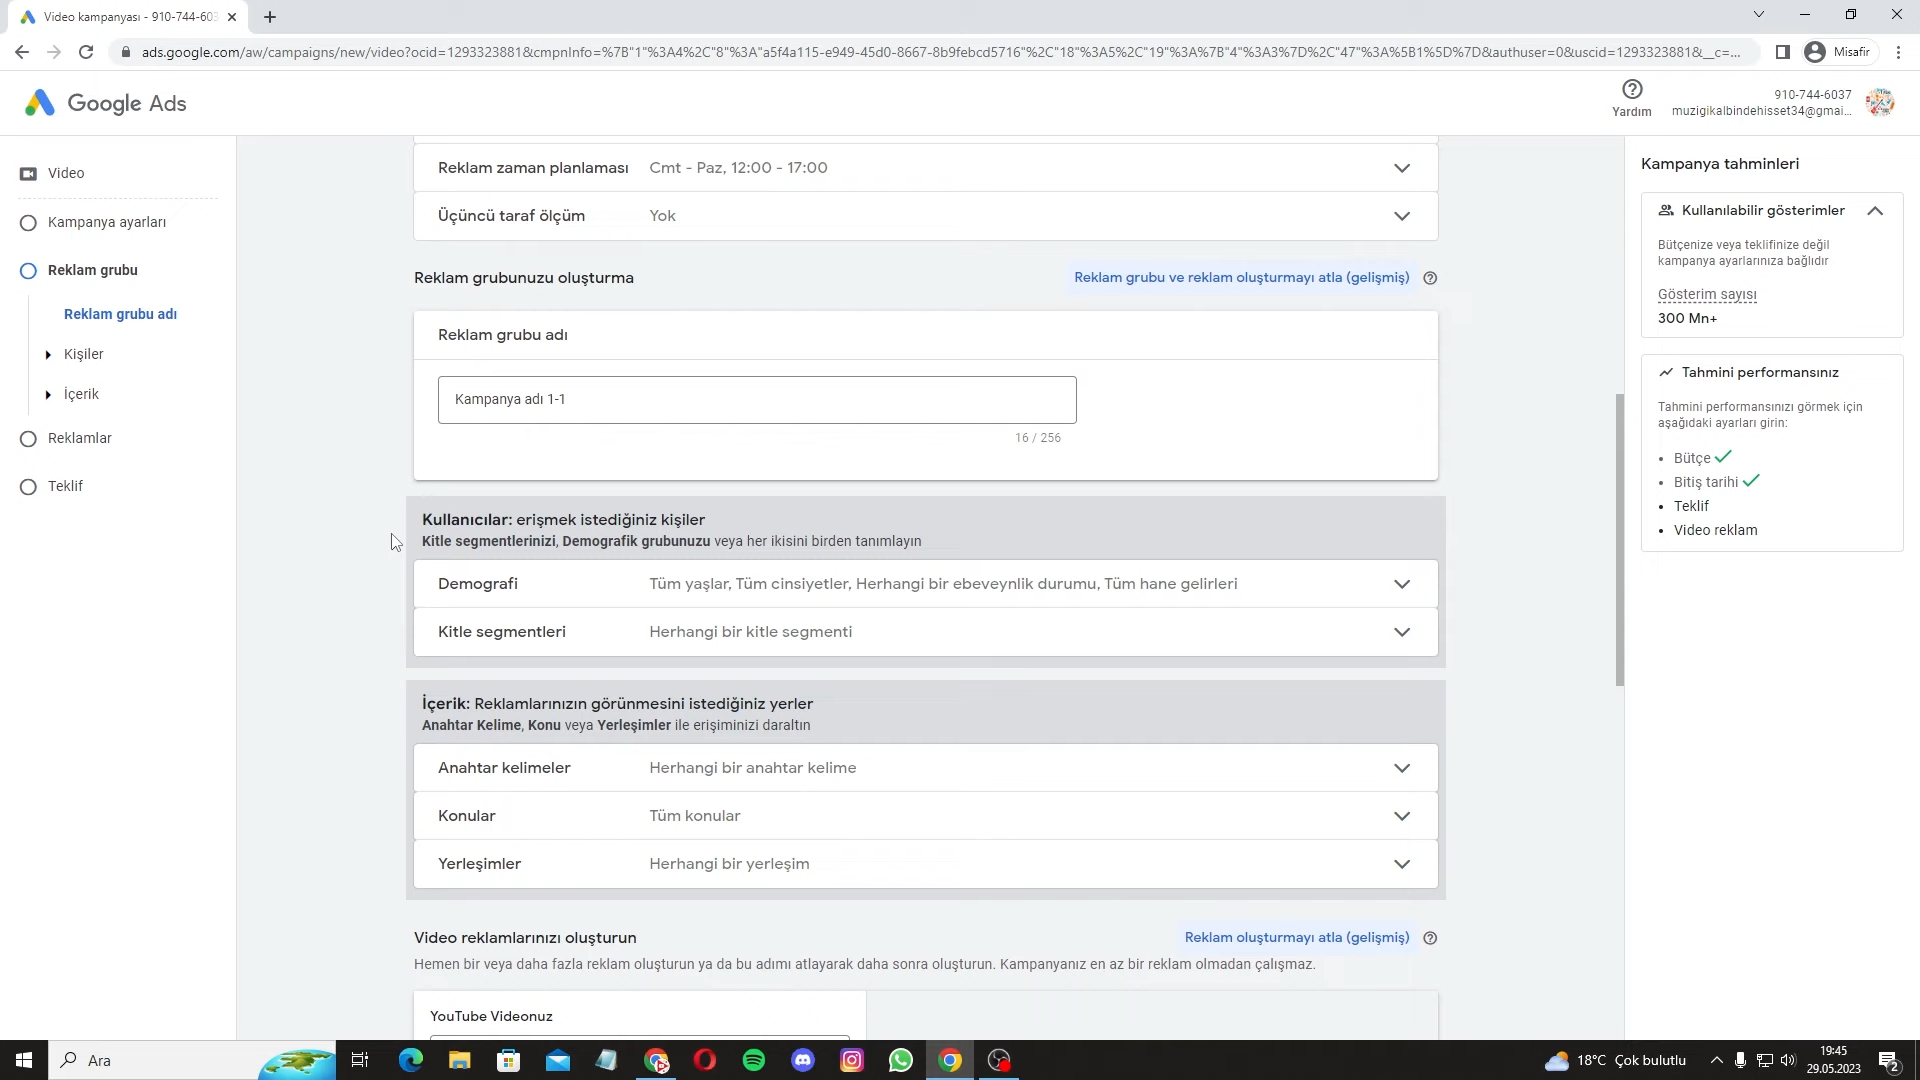 Video kampanyası - 910-744-603
ads.google.com/aw/campaigns/new/video?ocid=1293323881&cmpnInfo=%7B"1"%3A4%2C"8"%3A"a5f4a115-e949-45d0-8667-8b9febcd5716"%2C"18"%3A5%2C"19"%3A%7B"4"%3A3%7D%2C"47"%3A%5B1%5D%7D&authuser=0&uscid=1293323881&__c=...
Misafir
Google Ads
Yardım
910-744-6037
muzigikalbindehisset34@gmai...
Video
Kampanya ayarları
Reklam grubu
Reklam grubu adı
Kişiler
İçerik
Reklamlar
Teklif
Reklam zaman planlaması Cmt - Paz, 12:00 - 17:00
Üçüncü taraf ölçüm Yok
Reklam grubunuzu oluşturma Reklam grubu ve reklam oluşturmayı atla (gelişmiş)
Reklam grubu adı
Kampanya adı 1-1
16 / 256
Kullanıcılar: erişmek istediğiniz kişiler
Kitle segmentlerinizi, Demografik grubunuzu veya her ikisini birden tanımlayın
Demografi Tüm yaşlar, Tüm cinsiyetler, Herhangi bir ebeveynlik durumu, Tüm hane gelirleri
Kitle segmentleri Herhangi bir kitle segmenti
İçerik: Reklamlarınızın görünmesini istediğiniz yerler
Anahtar Kelime, Konu veya Yerleşimler ile erişiminizi daraltın
Anahtar kelimeler Herhangi bir anahtar kelime
Konular Tüm konular
Yerleşimler Herhangi bir yerleşim
Video reklamlarınızı oluşturun Reklam oluşturmayı atla (gelişmiş)
Hemen bir veya daha fazla reklam oluşturun ya da bu adımı atlayarak daha sonra oluşturun. Kampanyanız en az bir reklam olmadan çalışmaz.
YouTube Videonuz
Kampanya tahminleri
Kullanılabilir gösterimler
Bütçenize veya teklifinize değil
kampanya ayarlarınıza bağlıdır
Gösterim sayısı
300 Mn+
Tahmini performansınız
Tahmini performansınızı görmek için
aşağıdaki ayarları girin:
• Bütçe
• Bitiş tarihi
• Teklif
• Video reklam
Ara
18°C Çok bulutlu
19:45
29.05.2023
2